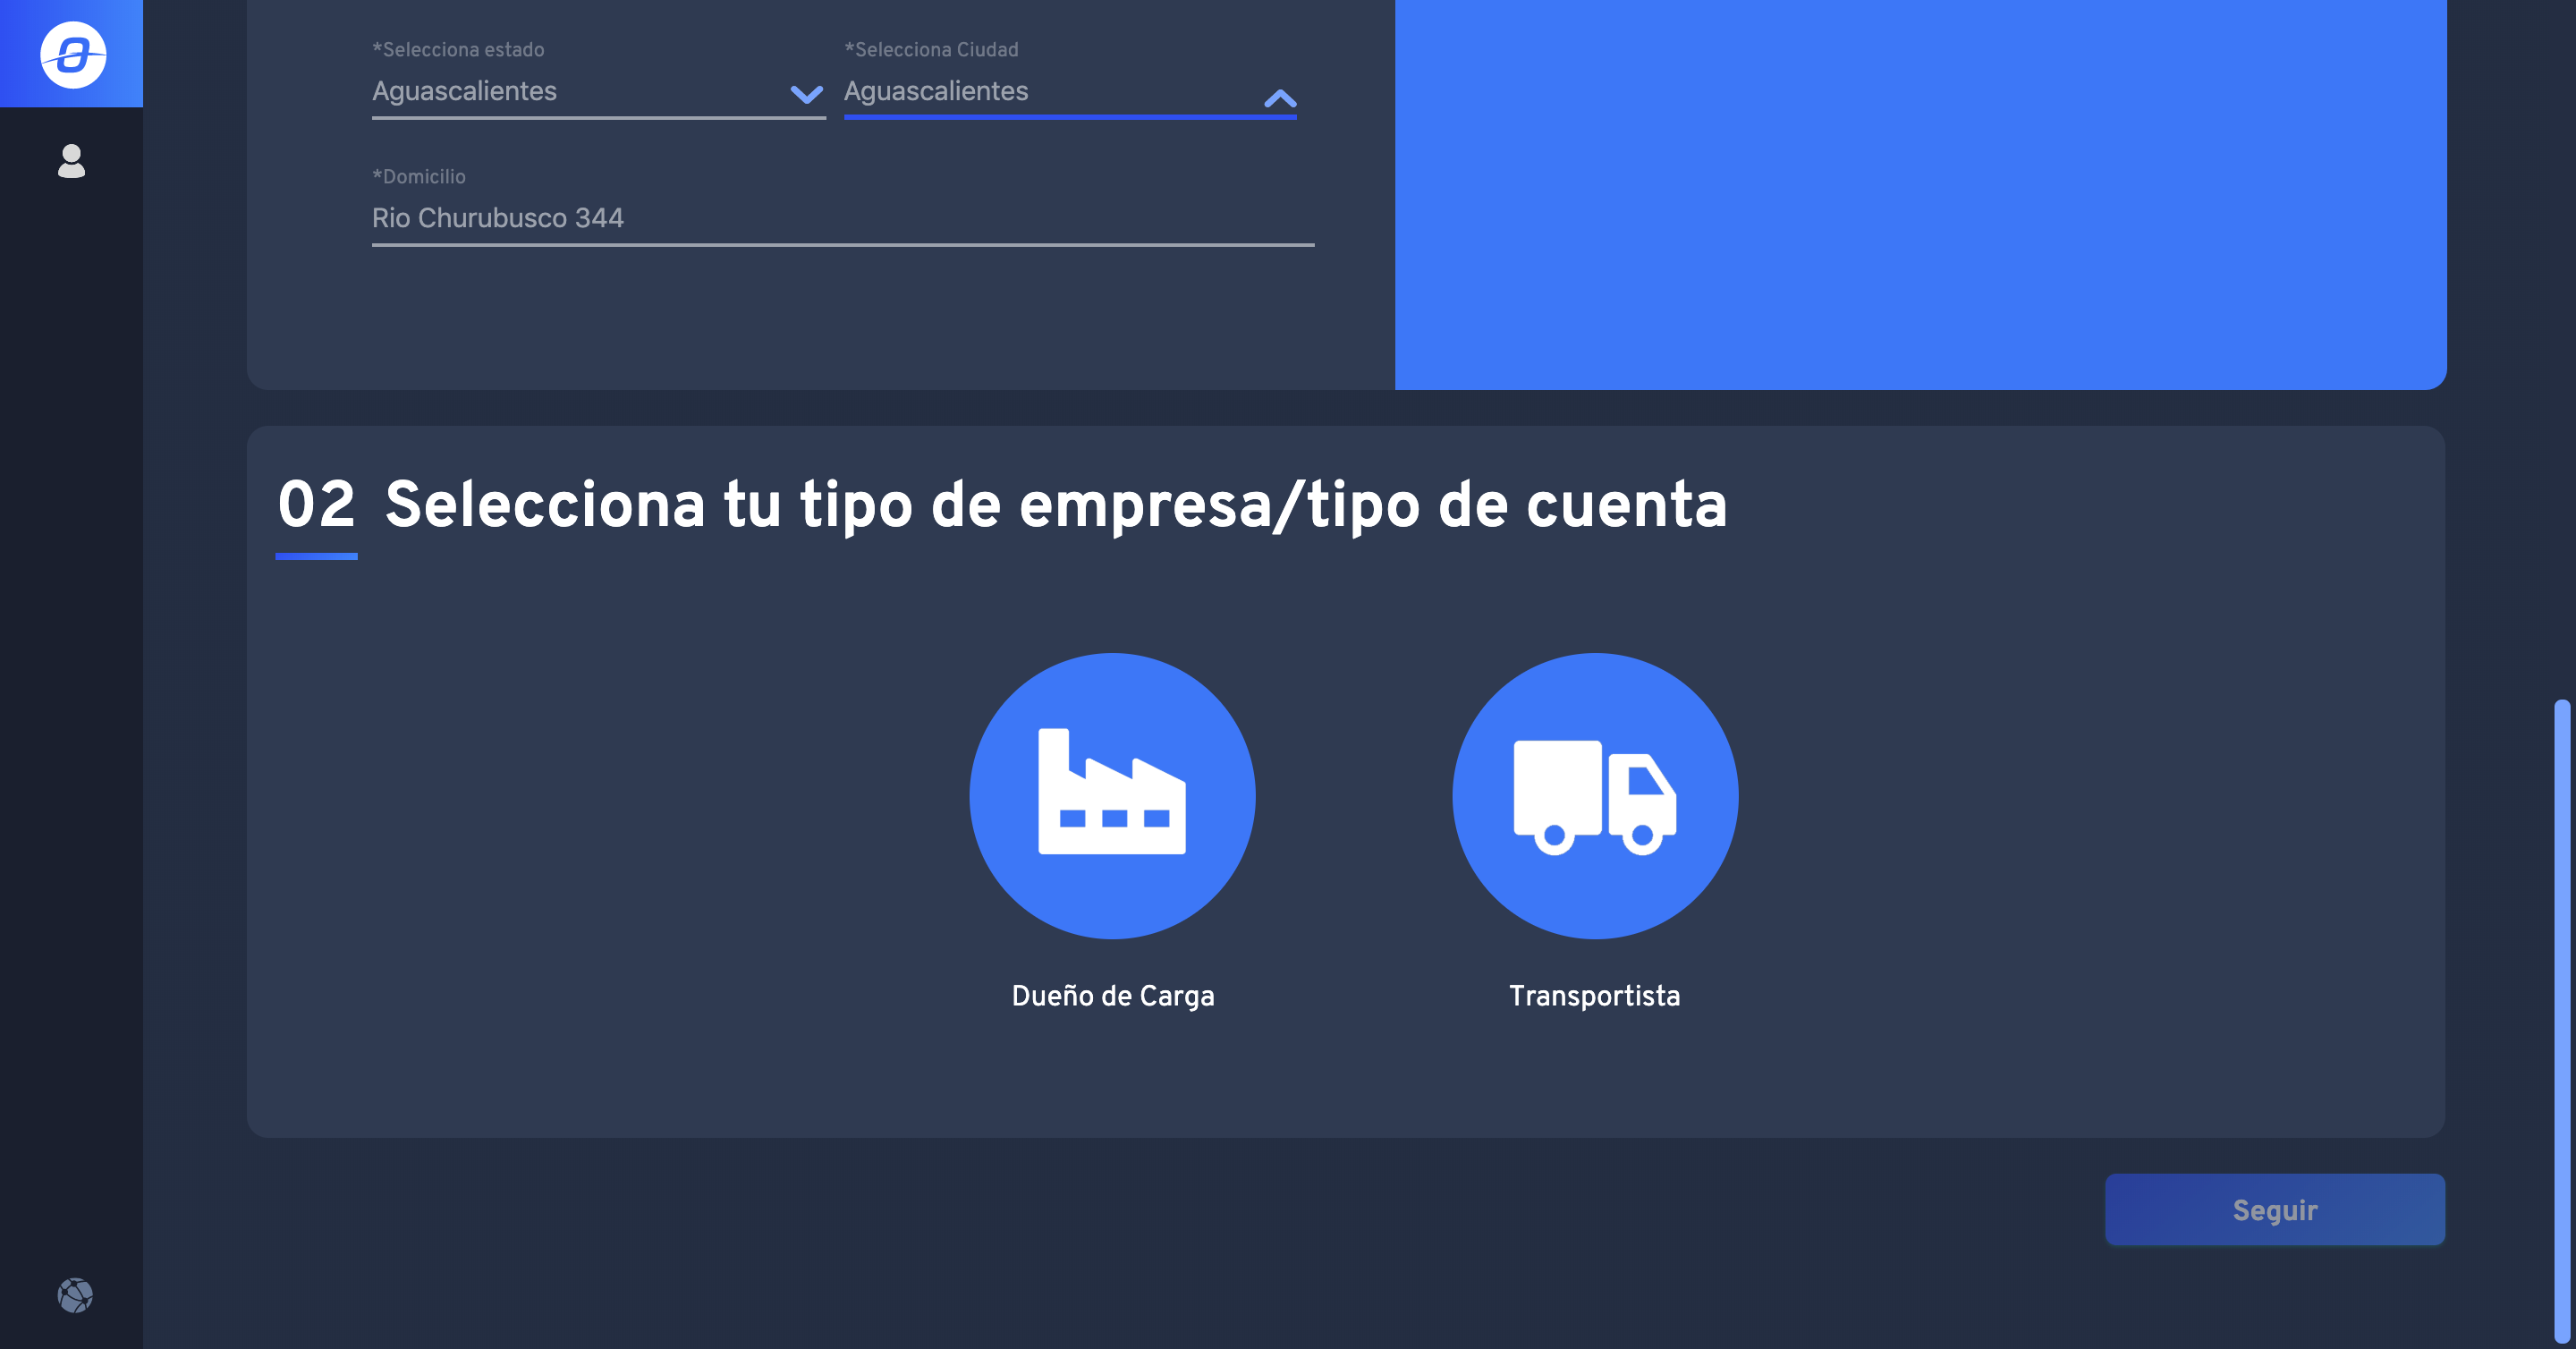 *Selecciona estado
*Selecciona Ciudad
Aguascalientes
Aguascalientes
*Domicilio
Rio Churubusco 344
02 Selecciona tu tipo de empresa/tipo de cuenta
Dueño de Carga
Transportista
Seguir